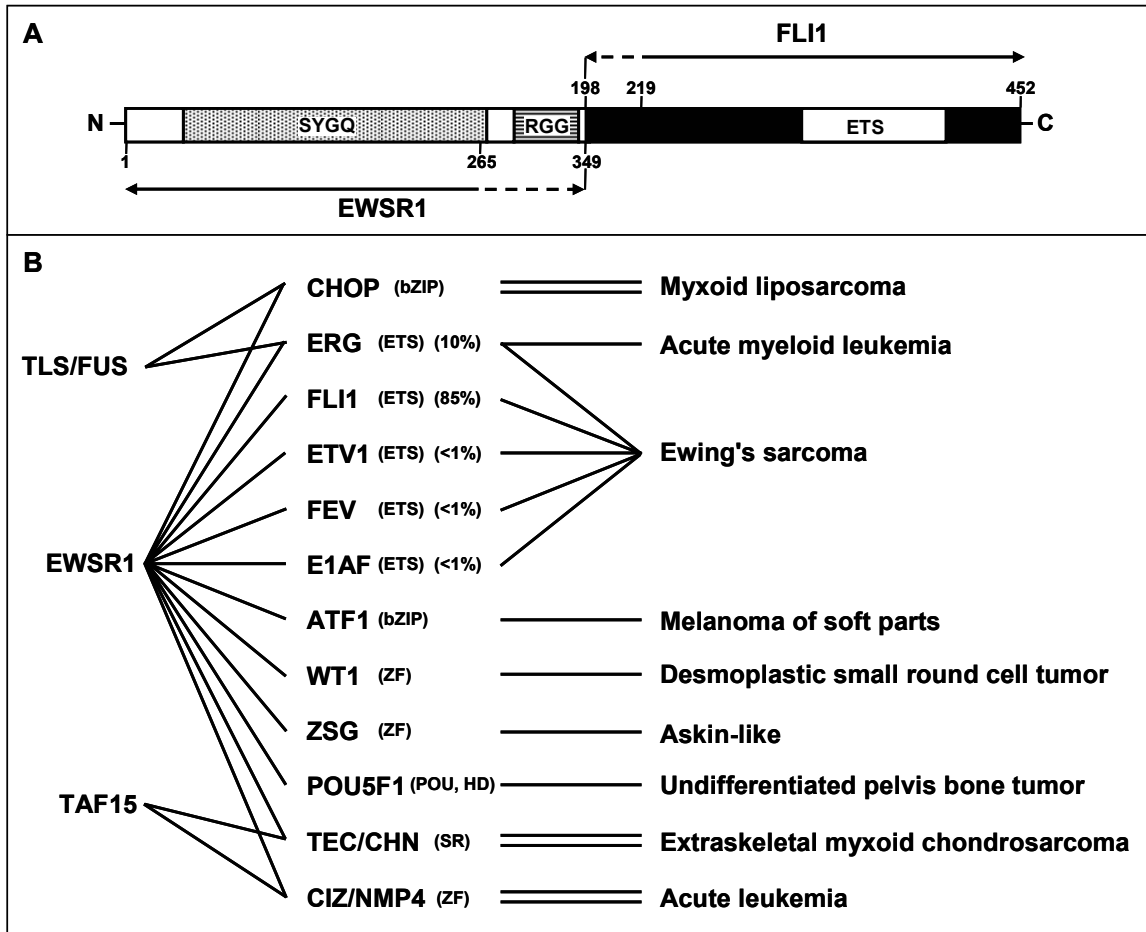 A
FLI1
198 219 452
N SYGQ RGG ETS C
1 265 349
EWSR1
B
CHOP (bZIP) Myxoid liposarcoma
TLS/FUS
ERG (ETS) (10%) Acute myeloid leukemia
FLI1 (ETS) (85%)
ETV1 (ETS) (<1%) Ewing's sarcoma
FEV (ETS) (<1%)
EWSR1
E1AF (ETS) (<1%)
ATF1 (bZIP) Melanoma of soft parts
WT1 (ZF) Desmoplastic small round cell tumor
ZSG (ZF) Askin-like
POU5F1 (POU, HD) Undifferentiated pelvis bone tumor
TAF15
TEC/CHN (SR) Extraskeletal myxoid chondrosarcoma
CIZ/NMP4 (ZF) Acute leukemia